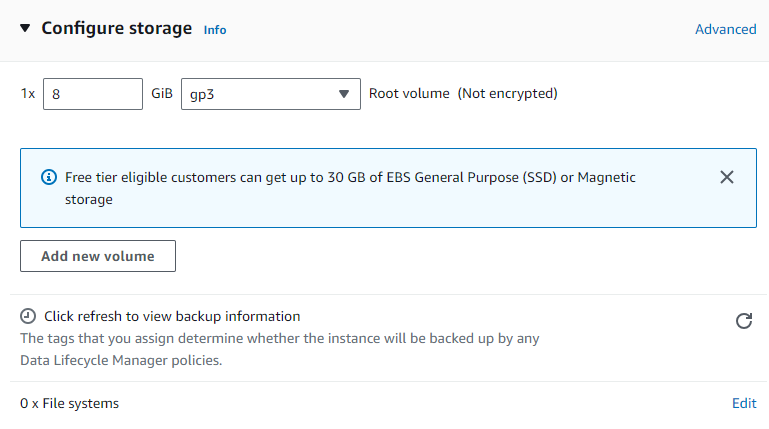 Configure storage Info Advanced
1x 8 GiB gp3 Root volume (Not encrypted)
Free tier eligible customers can get up to 30 GB of EBS General Purpose (SSD) or Magnetic
storage
Add new volume
Click refresh to view backup information
The tags that you assign determine whether the instance will be backed up by any
Data Lifecycle Manager policies.
0 x File systems Edit